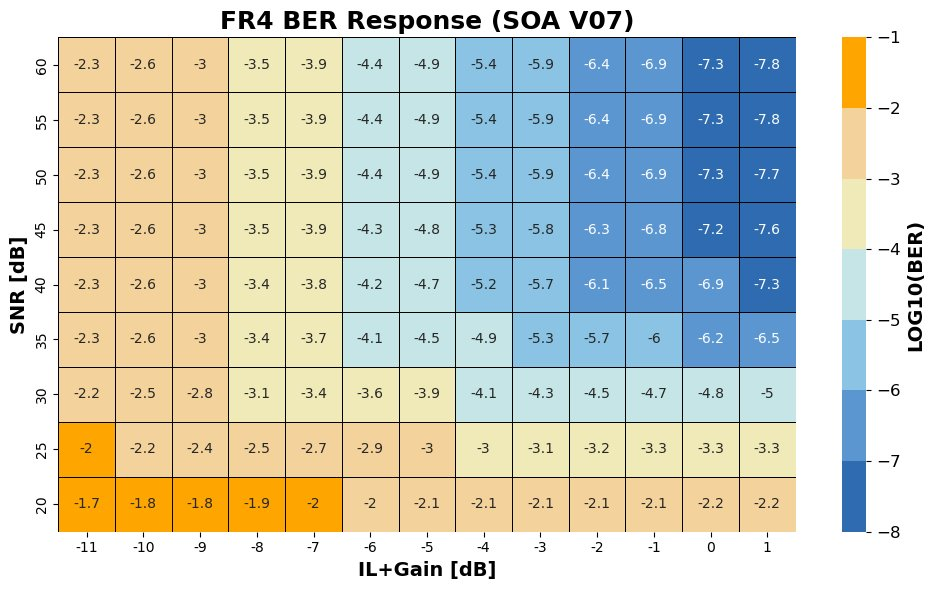 FR4 BER Response (SOA V07)
SNR [dB]
60 -2.3 -2.6 -3 -3.5 -3.9 -4.4 -4.9 -5.4 -5.9 -6.4 -6.9 -7.3 -7.8
55 -2.3 -2.6 -3 -3.5 -3.9 -4.4 -4.9 -5.4 -5.9 -6.4 -6.9 -7.3 -7.8
50 -2.3 -2.6 -3 -3.5 -3.9 -4.4 -4.9 -5.4 -5.9 -6.4 -6.9 -7.3 -7.7
45 -2.3 -2.6 -3 -3.5 -3.9 -4.3 -4.8 -5.3 -5.8 -6.3 -6.8 -7.2 -7.6
40 -2.3 -2.6 -3 -3.4 -3.8 -4.2 -4.7 -5.2 -5.7 -6.1 -6.5 -6.9 -7.3
35 -2.3 -2.6 -3 -3.4 -3.7 -4.1 -4.5 -4.9 -5.3 -5.7 -6 -6.2 -6.5
30 -2.2 -2.5 -2.8 -3.1 -3.4 -3.6 -3.9 -4.1 -4.3 -4.5 -4.7 -4.8 -5
25 -2 -2.2 -2.4 -2.5 -2.7 -2.9 -3 -3 -3.1 -3.2 -3.3 -3.3 -3.3
20 -1.7 -1.8 -1.8 -1.9 -2 -2 -2.1 -2.1 -2.1 -2.1 -2.1 -2.2 -2.2
-11 -10 -9 -8 -7 -6 -5 -4 -3 -2 -1 0 1
IL+Gain [dB]
−1
−2
−3
−4
−5
−6
−7
−8
LOG10(BER)